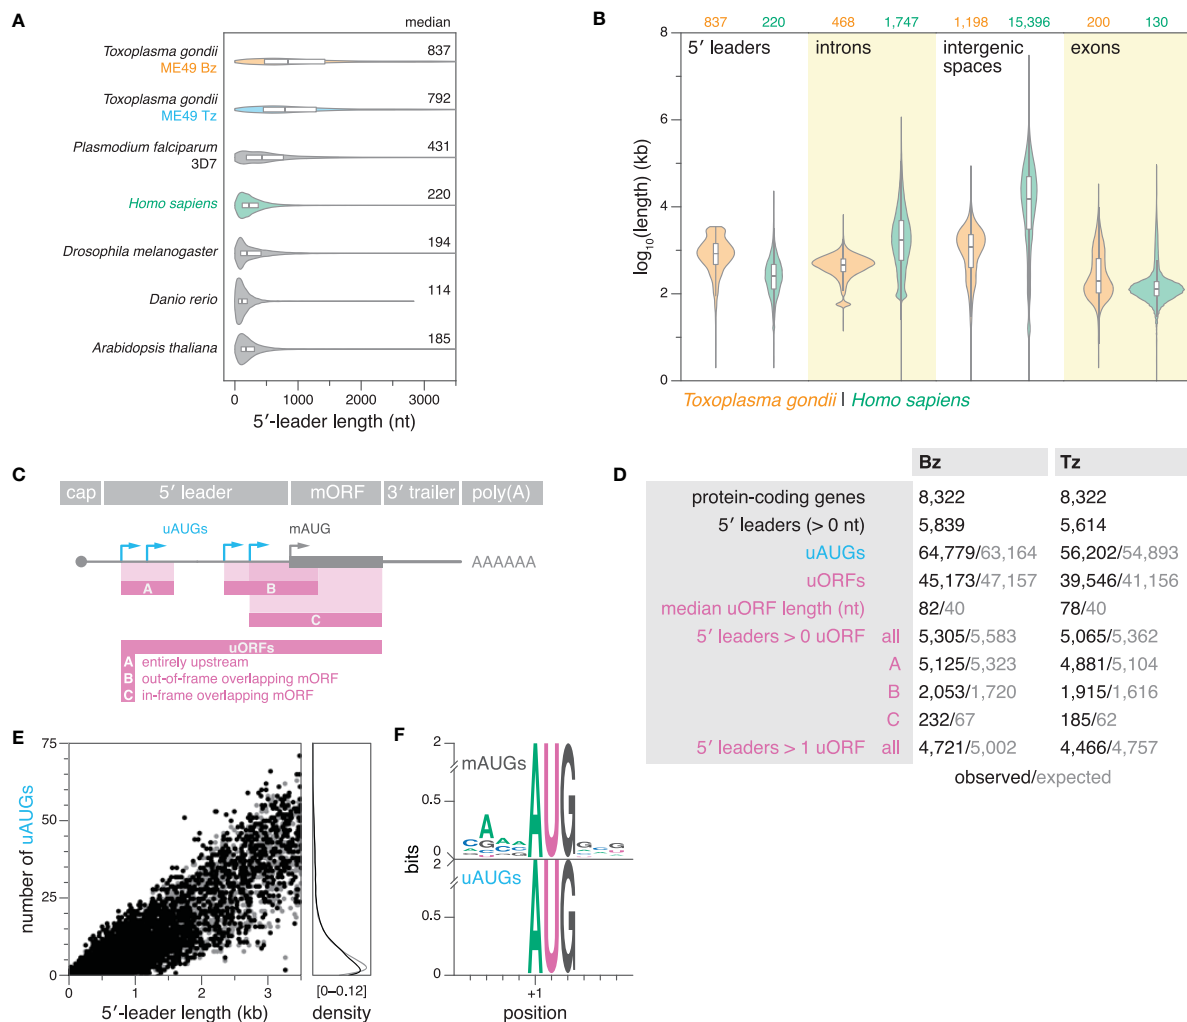 A
median
Toxoplasma gondii
ME49 Bz
837
Toxoplasma gondii
ME49 Tz
792
Plasmodium falciparum
3D7
431
Homo sapiens
220
Drosophila melanogaster
194
Danio rerio
114
Arabidopsis thaliana
185
0 1000 2000 3000
5′-leader length (nt)
B
837 220 468 1,747 1,198 15,396 200 130
5′ leaders introns intergenic spaces exons
log10(length) (kb)
8
6
4
2
0
Toxoplasma gondii | Homo sapiens
C
cap 5′ leader mORF 3′ trailer poly(A)
uAUGs mAUG
AAAAAA
A B
C
uORFs
A entirely upstream
B out-of-frame overlapping mORF
C in-frame overlapping mORF
D
Bz Tz
protein-coding genes 8,322 8,322
5′ leaders (> 0 nt) 5,839 5,614
uAUGs 64,779/63,164 56,202/54,893
uORFs 45,173/47,157 39,546/41,156
median uORF length (nt) 82/40 78/40
5′ leaders > 0 uORF all 5,305/5,583 5,065/5,362
A 5,125/5,323 4,881/5,104
B 2,053/1,720 1,915/1,616
C 232/67 185/62
5′ leaders > 1 uORF all 4,721/5,002 4,466/4,757
observed/expected
E
number of uAUGs
75
50
25
0
0 1 2 3
5′-leader length (kb)
[0–0.12]
density
F
bits
2
mAUGs
0.5
0
AUG
2
uAUGs
0.5
0
AUG
+1
position